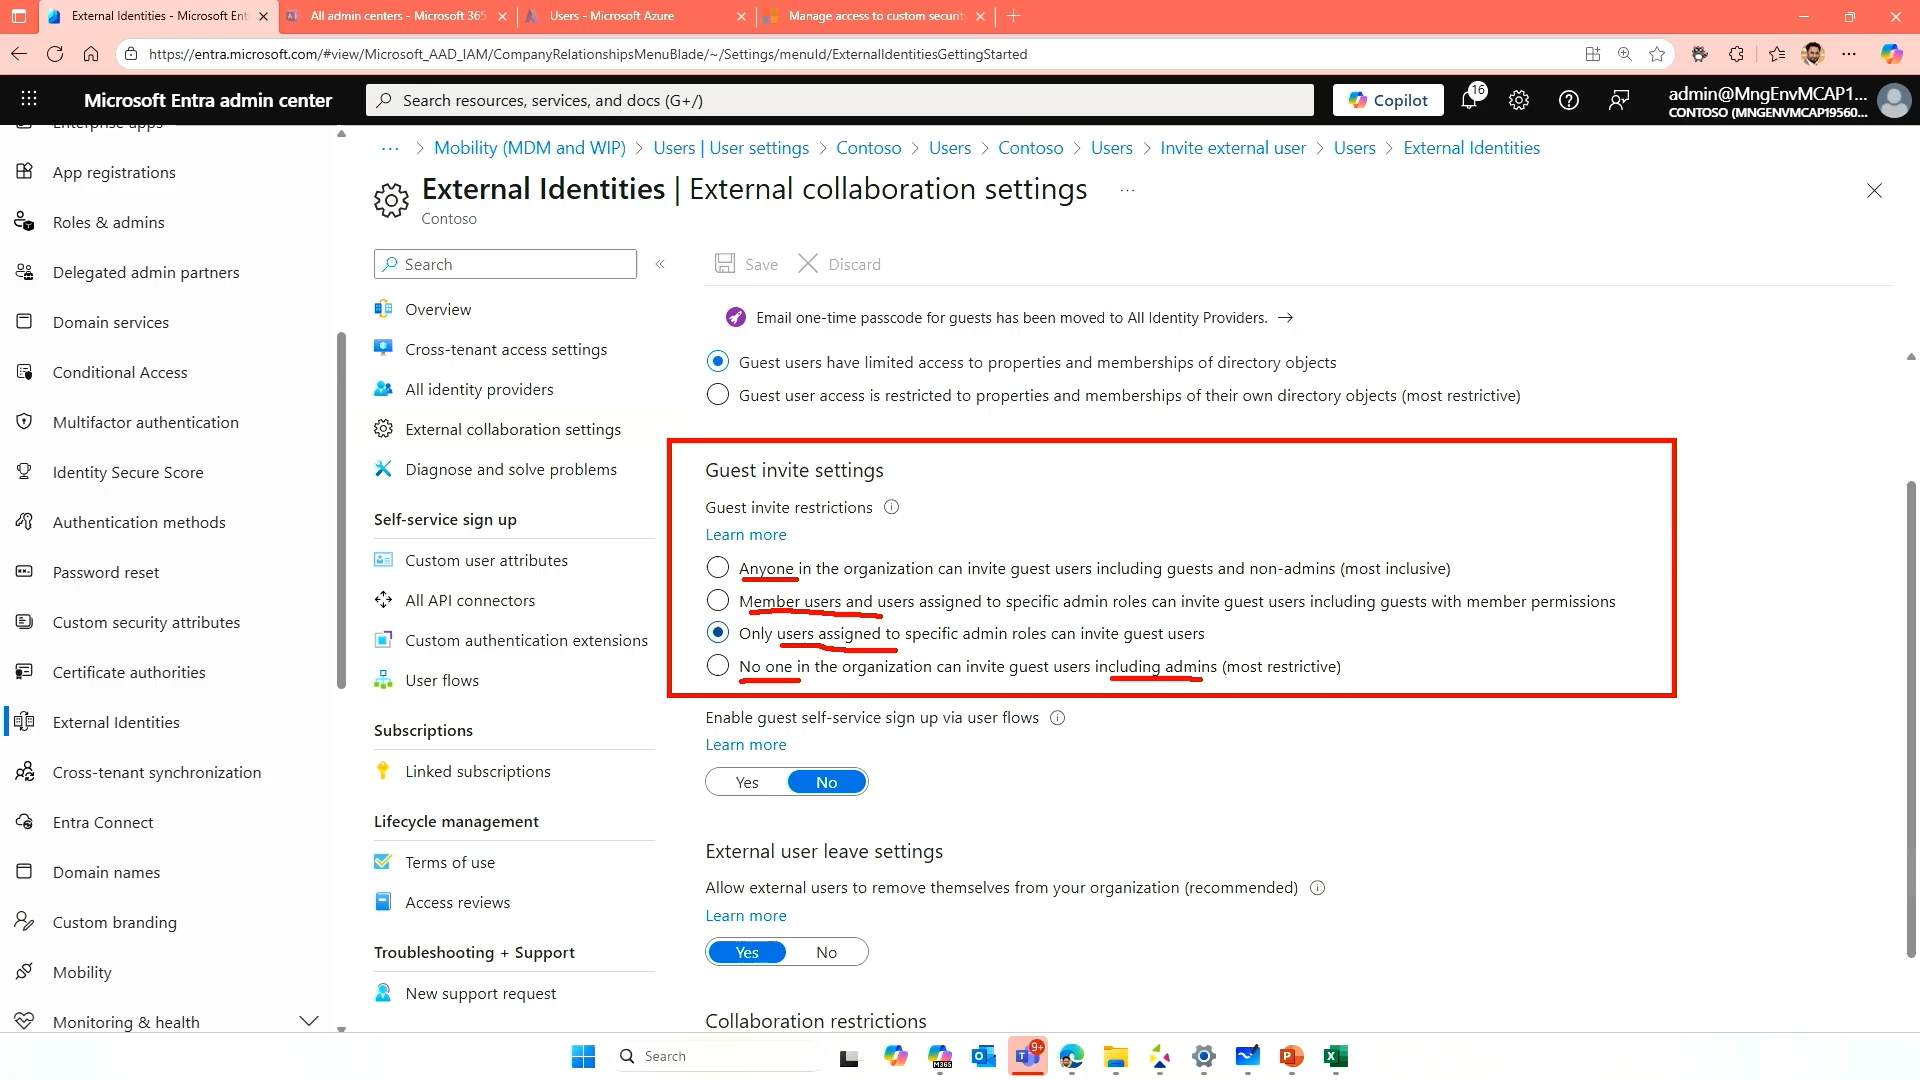 External Identities - Microsoft Ent
All admin centers - Microsoft 365
Users - Microsoft Azure
Manage access to custom security
https://entra.microsoft.com/#view/Microsoft_AAD_IAM/CompanyRelationshipsMenuBlade/~/Settings/menuId/ExternalIdentitiesGettingStarted
Microsoft Entra admin center
Search resources, services, and docs (G+/)
Copilot
16
admin@MngEnvMCAP1...
CONTOSO (MNGENVMCAP19560...
Enterprise apps
App registrations
Roles & admins
Delegated admin partners
Domain services
Conditional Access
Multifactor authentication
Identity Secure Score
Authentication methods
Password reset
Custom security attributes
Certificate authorities
External Identities
Cross-tenant synchronization
Entra Connect
Domain names
Custom branding
Mobility
Monitoring & health
... > Mobility (MDM and WIP) > Users | User settings > Contoso > Users > Contoso > Users > Invite external user > Users > External Identities
External Identities | External collaboration settings ...
Contoso
Search
«
Overview
Cross-tenant access settings
All identity providers
External collaboration settings
Diagnose and solve problems
Self-service sign up
Custom user attributes
All API connectors
Custom authentication extensions
User flows
Subscriptions
Linked subscriptions
Lifecycle management
Terms of use
Access reviews
Troubleshooting + Support
New support request
Save
Discard
Email one-time passcode for guests has been moved to All Identity Providers. →
Guest users have limited access to properties and memberships of directory objects
Guest user access is restricted to properties and memberships of their own directory objects (most restrictive)
Guest invite settings
Guest invite restrictions
Learn more
Anyone in the organization can invite guest users including guests and non-admins (most inclusive)
Member users and users assigned to specific admin roles can invite guest users including guests with member permissions
Only users assigned to specific admin roles can invite guest users
No one in the organization can invite guest users including admins (most restrictive)
Enable guest self-service sign up via user flows
Learn more
Yes No
External user leave settings
Allow external users to remove themselves from your organization (recommended)
Learn more
Yes No
Collaboration restrictions
Search
M365
9+